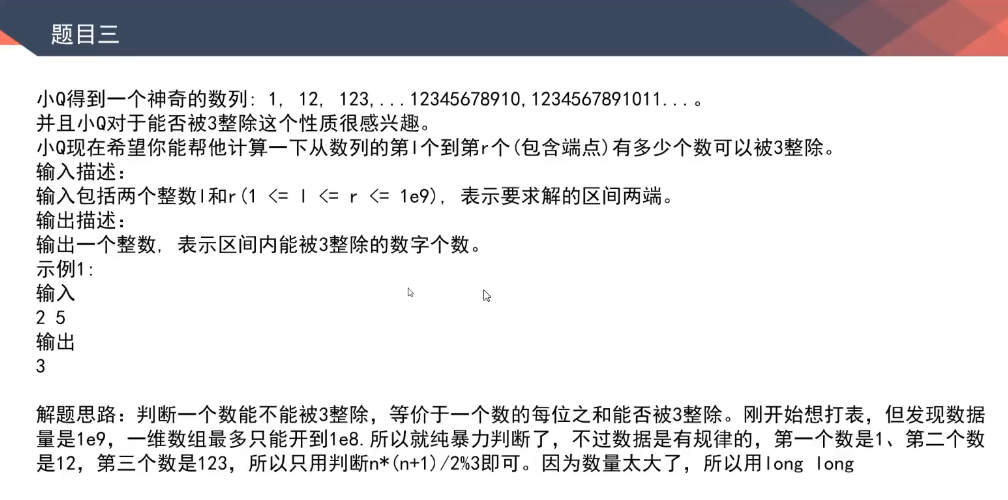 题目三
小Q得到一个神奇的数列: 1, 12, 123,...12345678910,1234567891011...。
并且小Q对于能否被3整除这个性质很感兴趣。
小Q现在希望你能帮他计算一下从数列的第l个到第r个(包含端点)有多少个数可以被3整除。
输入描述:
输入包括两个整数l和r(1 <= l <= r <= 1e9), 表示要求解的区间两端。
输出描述:
输出一个整数, 表示区间内能被3整除的数字个数。
示例1:
输入
2 5
输出
3
解题思路：判断一个数能不能被3整除，等价于一个数的每位之和能否被3整除。刚开始想打表，但发现数据
量是1e9，一维数组最多只能开到1e8.所以就纯暴力判断了，不过数据是有规律的，第一个数是1、第二个数
是12，第三个数是123，所以只用判断n*(n+1)/2%3即可。因为数量太大了，所以用long long